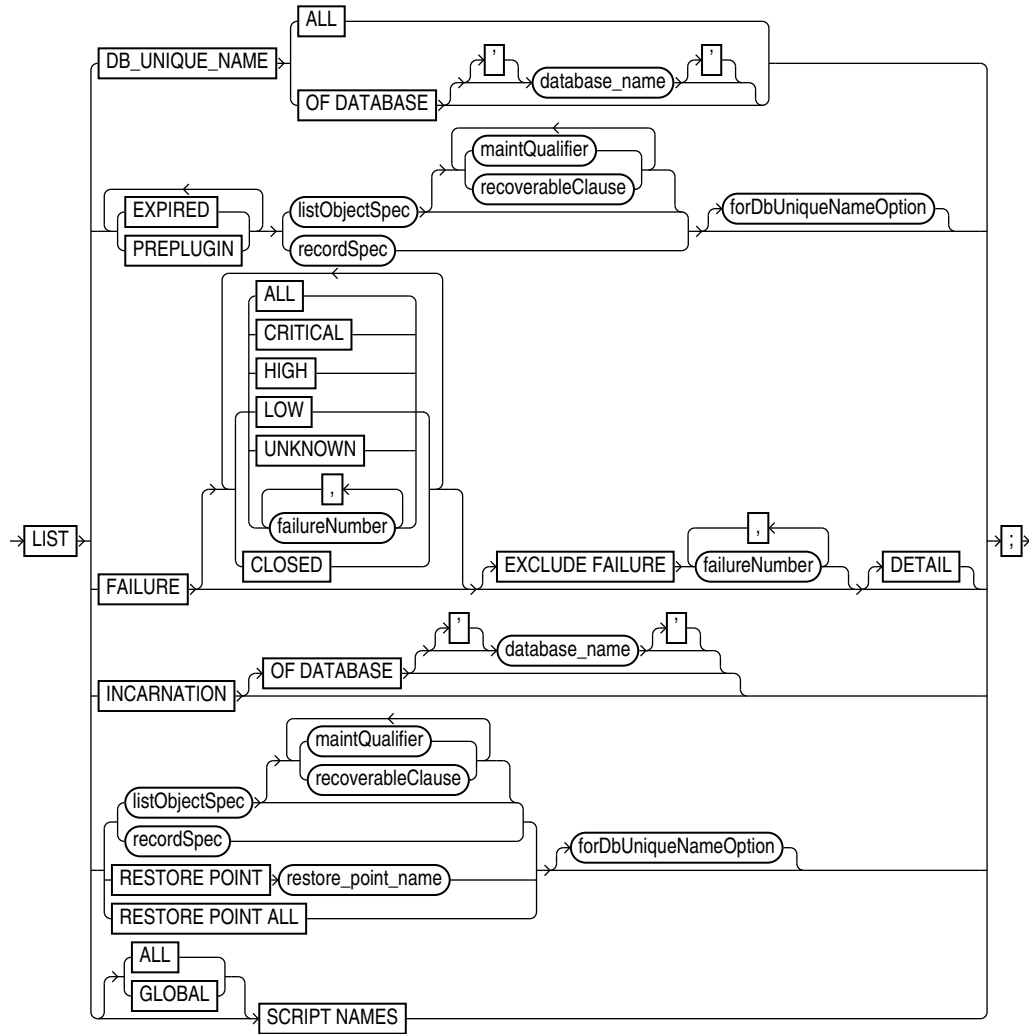 ALL
DB_UNIQUE_NAME
' '
database_name
OF DATABASE
maintQualifier
EXPIRED
recoverableClause
listObjectSpec
forDbUniqueNameOption
PREPLUGIN
recordSpec
ALL
CRITICAL
HIGH
LOW
UNKNOWN
,
failureNumber
,
LIST
;
CLOSED
EXCLUDE FAILURE
failureNumber
DETAIL
FAILURE
' '
database_name
OF DATABASE
INCARNATION
maintQualifier
recoverableClause
listObjectSpec
recordSpec
forDbUniqueNameOption
RESTORE POINT restore_point_name
RESTORE POINT ALL
ALL
GLOBAL
SCRIPT NAMES